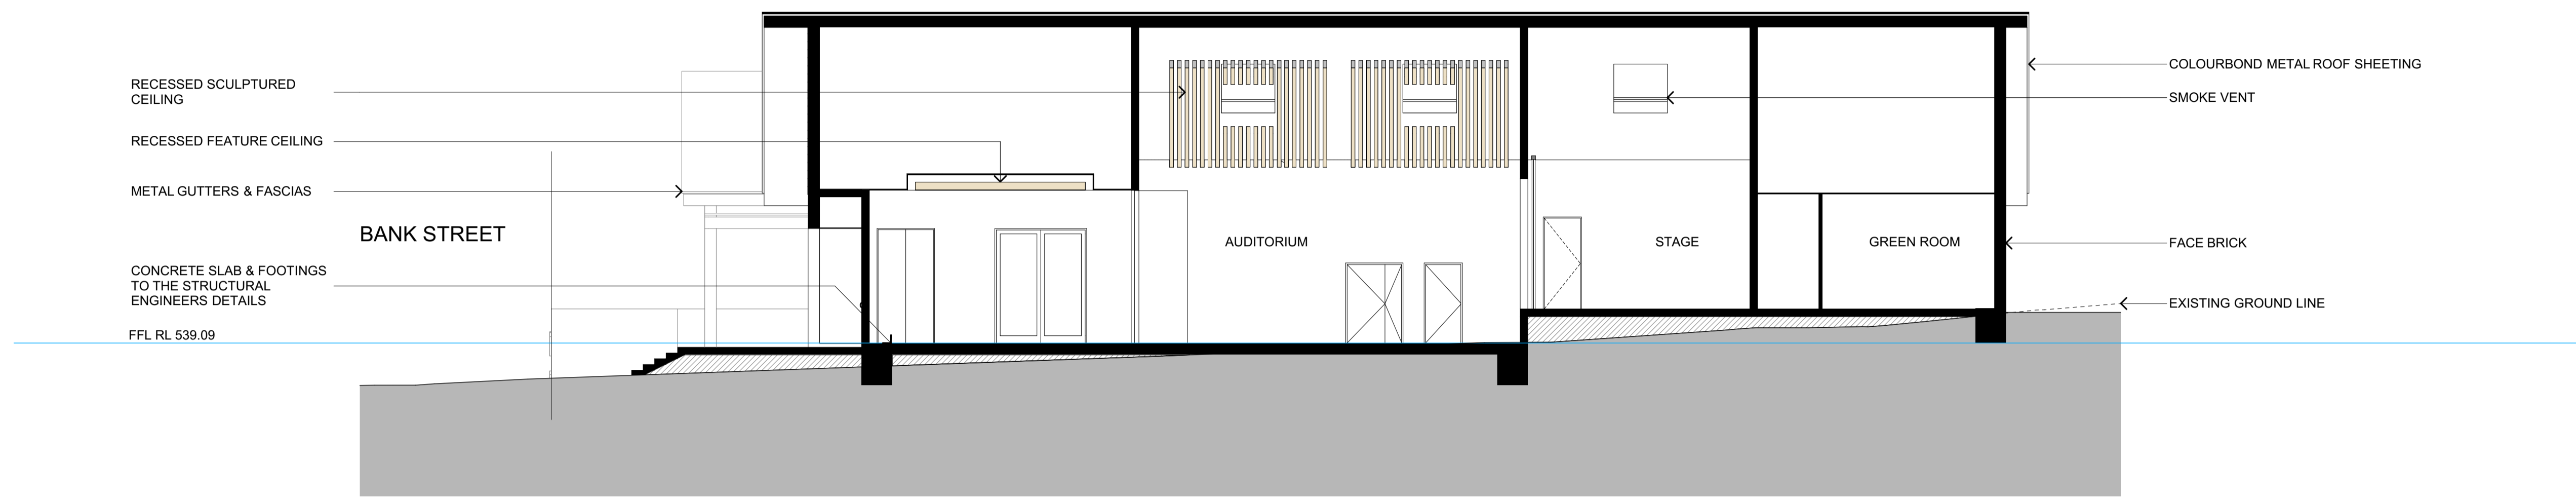 RECESSED SCULPTURED
CEILING
RECESSED FEATURE CEILING
METAL GUTTERS & FASCIAS
BANK STREET
CONCRETE SLAB & FOOTINGS
TO THE STRUCTURAL
ENGINEERS DETAILS
FFL RL 539.09
AUDITORIUM
STAGE
GREEN ROOM
COLOURBOND METAL ROOF SHEETING
SMOKE VENT
FACE BRICK
EXISTING GROUND LINE